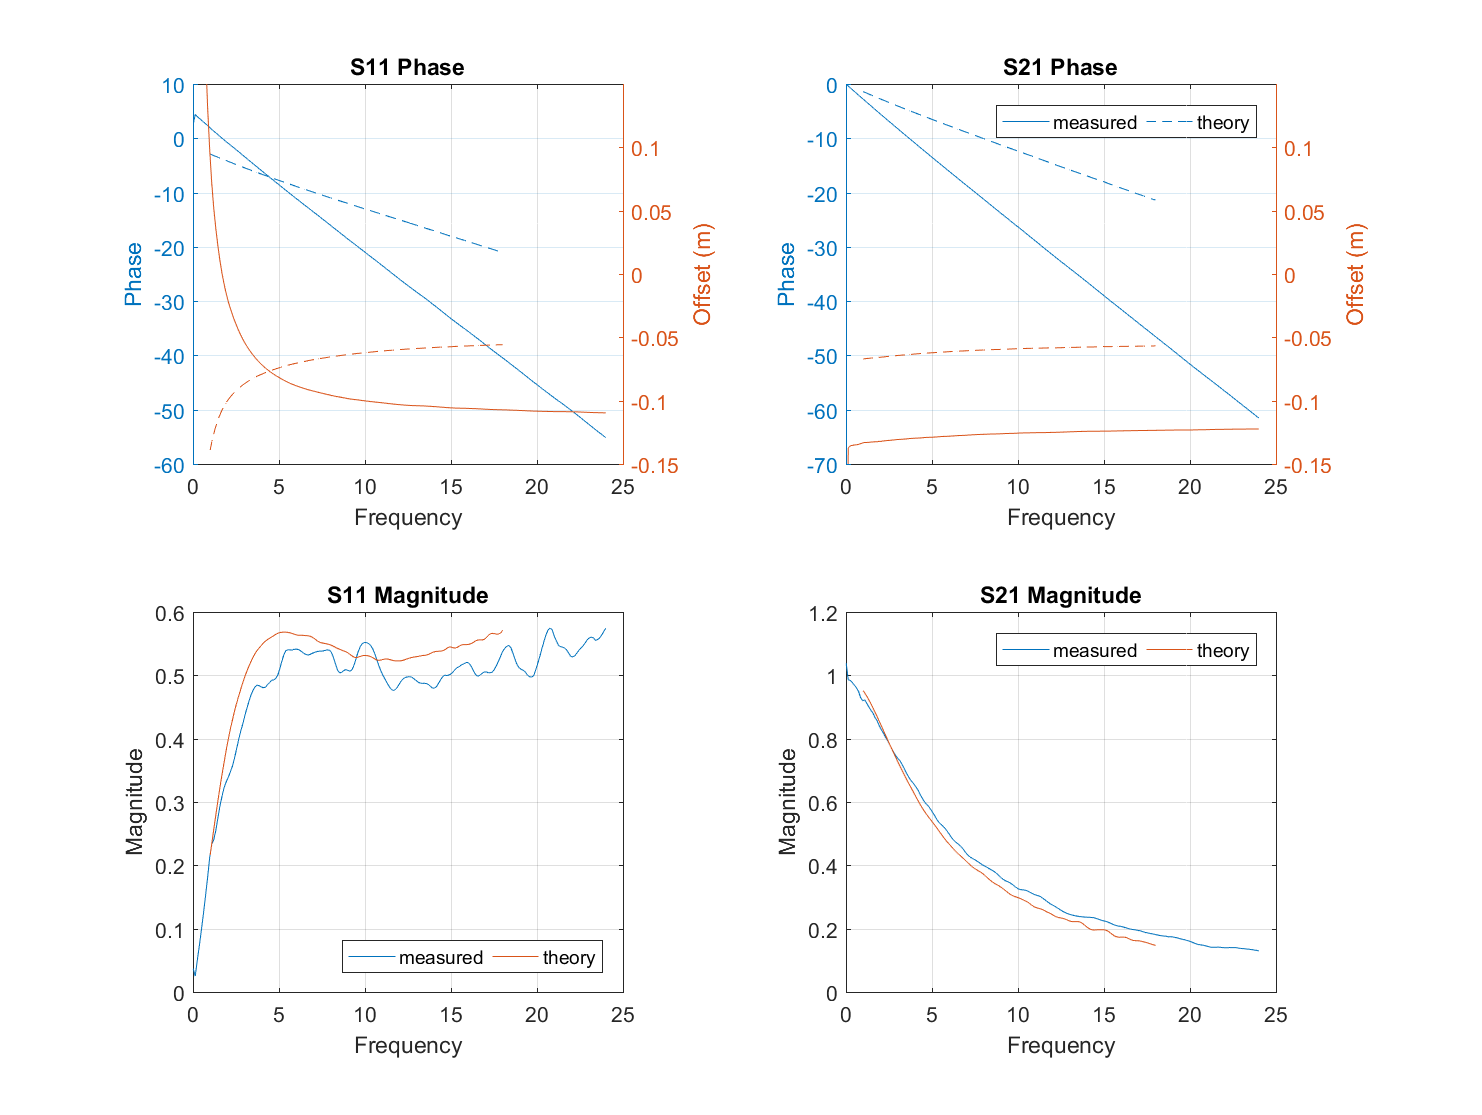 S11 Phase
10
0
-10
-20
-30
-40
-50
-60
Phase
0.1
0.05
0
-0.05
-0.1
-0.15
Offset (m)
0 5 10 15 20 25
Frequency
S21 Phase
measured theory
0
-10
-20
-30
-40
-50
-60
-70
Phase
0.1
0.05
0
-0.05
-0.1
-0.15
Offset (m)
0 5 10 15 20 25
Frequency
S11 Magnitude
0.6
0.5
0.4
0.3
0.2
0.1
0
Magnitude
measured theory
0 5 10 15 20 25
Frequency
S21 Magnitude
measured theory
1.2
1
0.8
0.6
0.4
0.2
0
Magnitude
0 5 10 15 20 25
Frequency